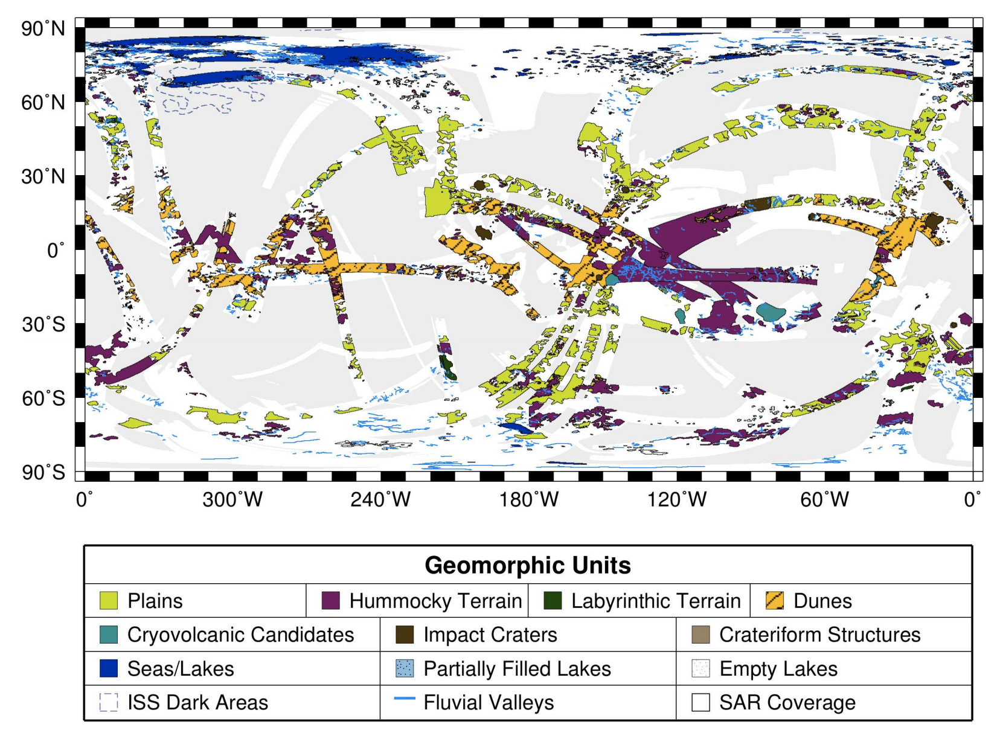 90°N
60°N
30°N
0°
30°S
60°S
90°S
0° 300°W 240°W 180°W 120°W 60°W 0°
Geomorphic Units
Plains Hummocky Terrain Labyrinthic Terrain Dunes
Cryovolcanic Candidates Impact Craters Crateriform Structures
Seas/Lakes Partially Filled Lakes Empty Lakes
ISS Dark Areas Fluvial Valleys SAR Coverage